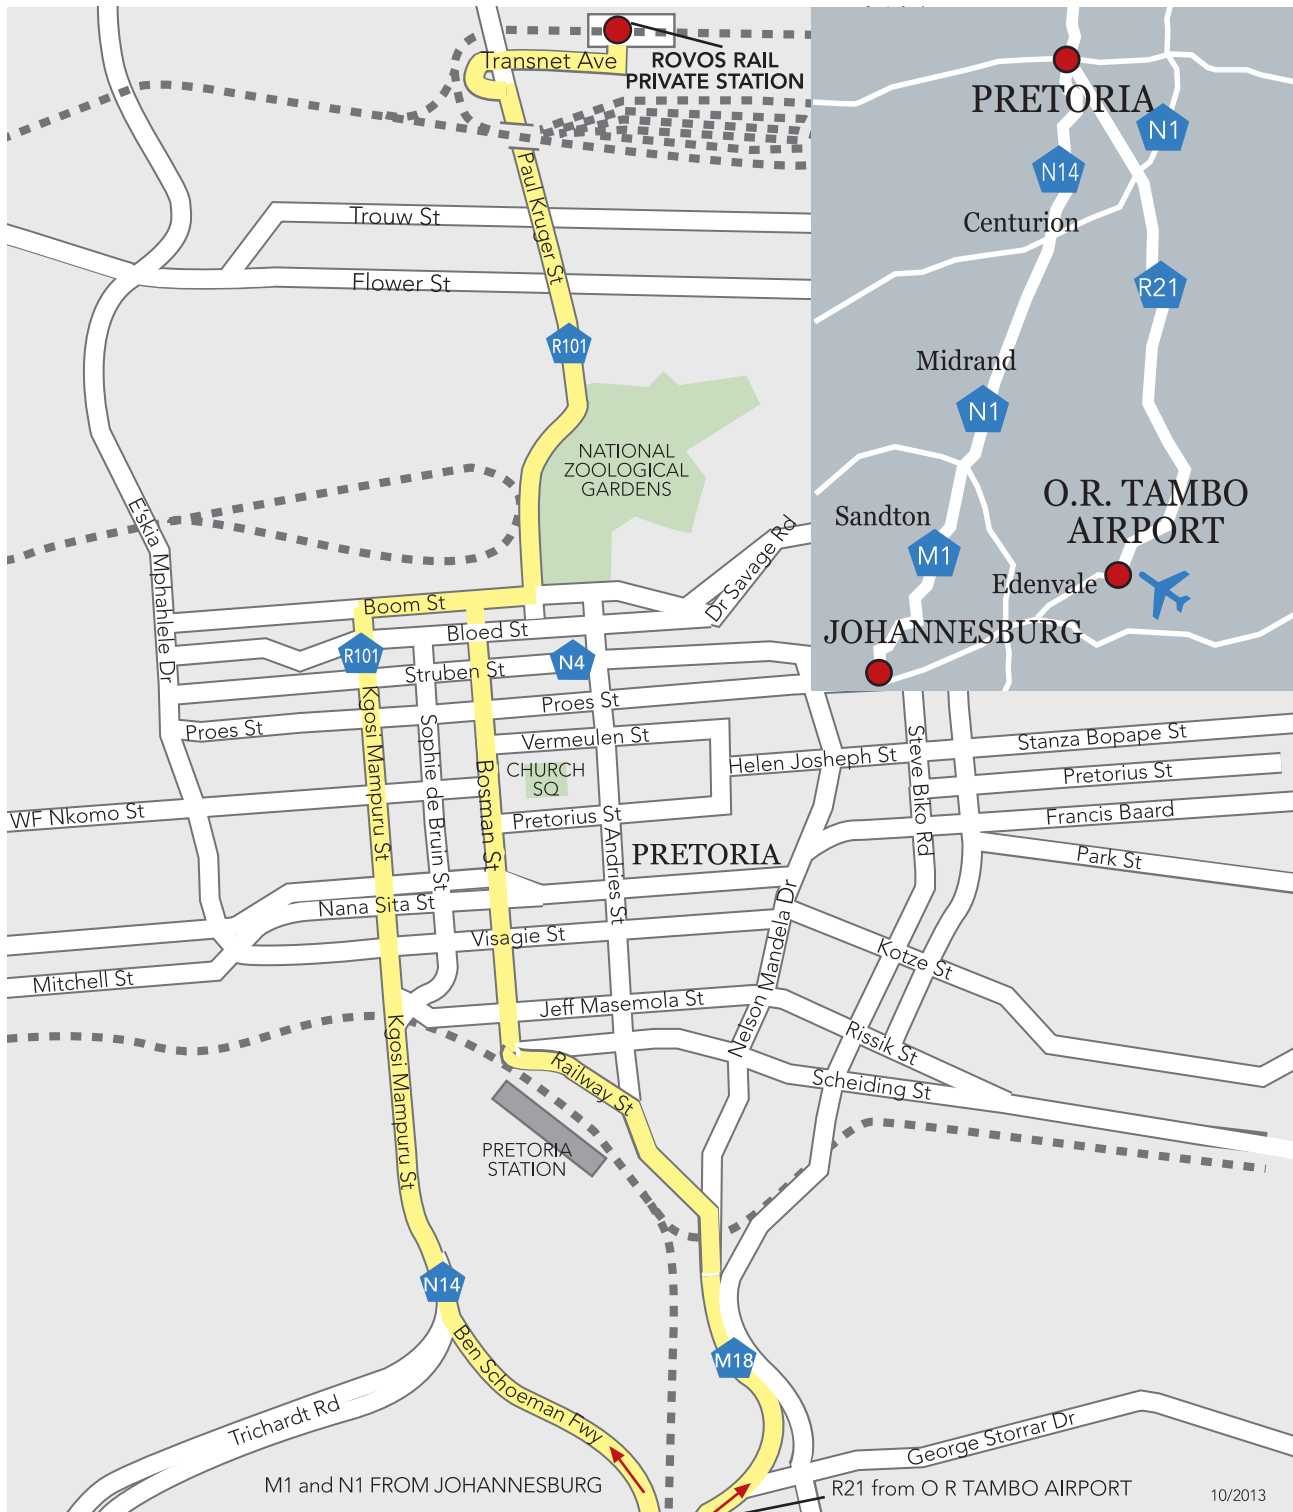 Transnet Ave
ROVOS RAIL
PRIVATE STATION
Paul Kruger St
Trouw St
Flower St
R101
NATIONAL
ZOOLOGICAL
GARDENS
E'skia Mphahlele Dr
Dr Savage Rd
Boom St
Bloed St
R101
Struben St
N4
Proes St
Proes St
Kgosi Mampuru St
Sophie de Bruin St
Bosman St
Vermeulen St
CHURCH
SQ
Helen Josheph St
Steve Biko Rd
Stanza Bopape St
Pretorius St
WF Nkomo St
Pretorius St
Francis Baard
Andries St
PRETORIA
Park St
Nana Sita St
Visagie St
Nelson Mandela Dr
Kotze St
Mitchell St
Jeff Masemola St
Rissik St
Kgosi Mampuru St
Railway St
Scheiding St
PRETORIA
STATION
N14
M18
Ben Schoeman Fwy
Trichardt Rd
George Storrar Dr
M1 and N1 FROM JOHANNESBURG
R21 from O R TAMBO AIRPORT
10/2013
PRETORIA
N1
N14
Centurion
R21
Midrand
N1
O.R. TAMBO
AIRPORT
Sandton
M1
Edenvale
JOHANNESBURG